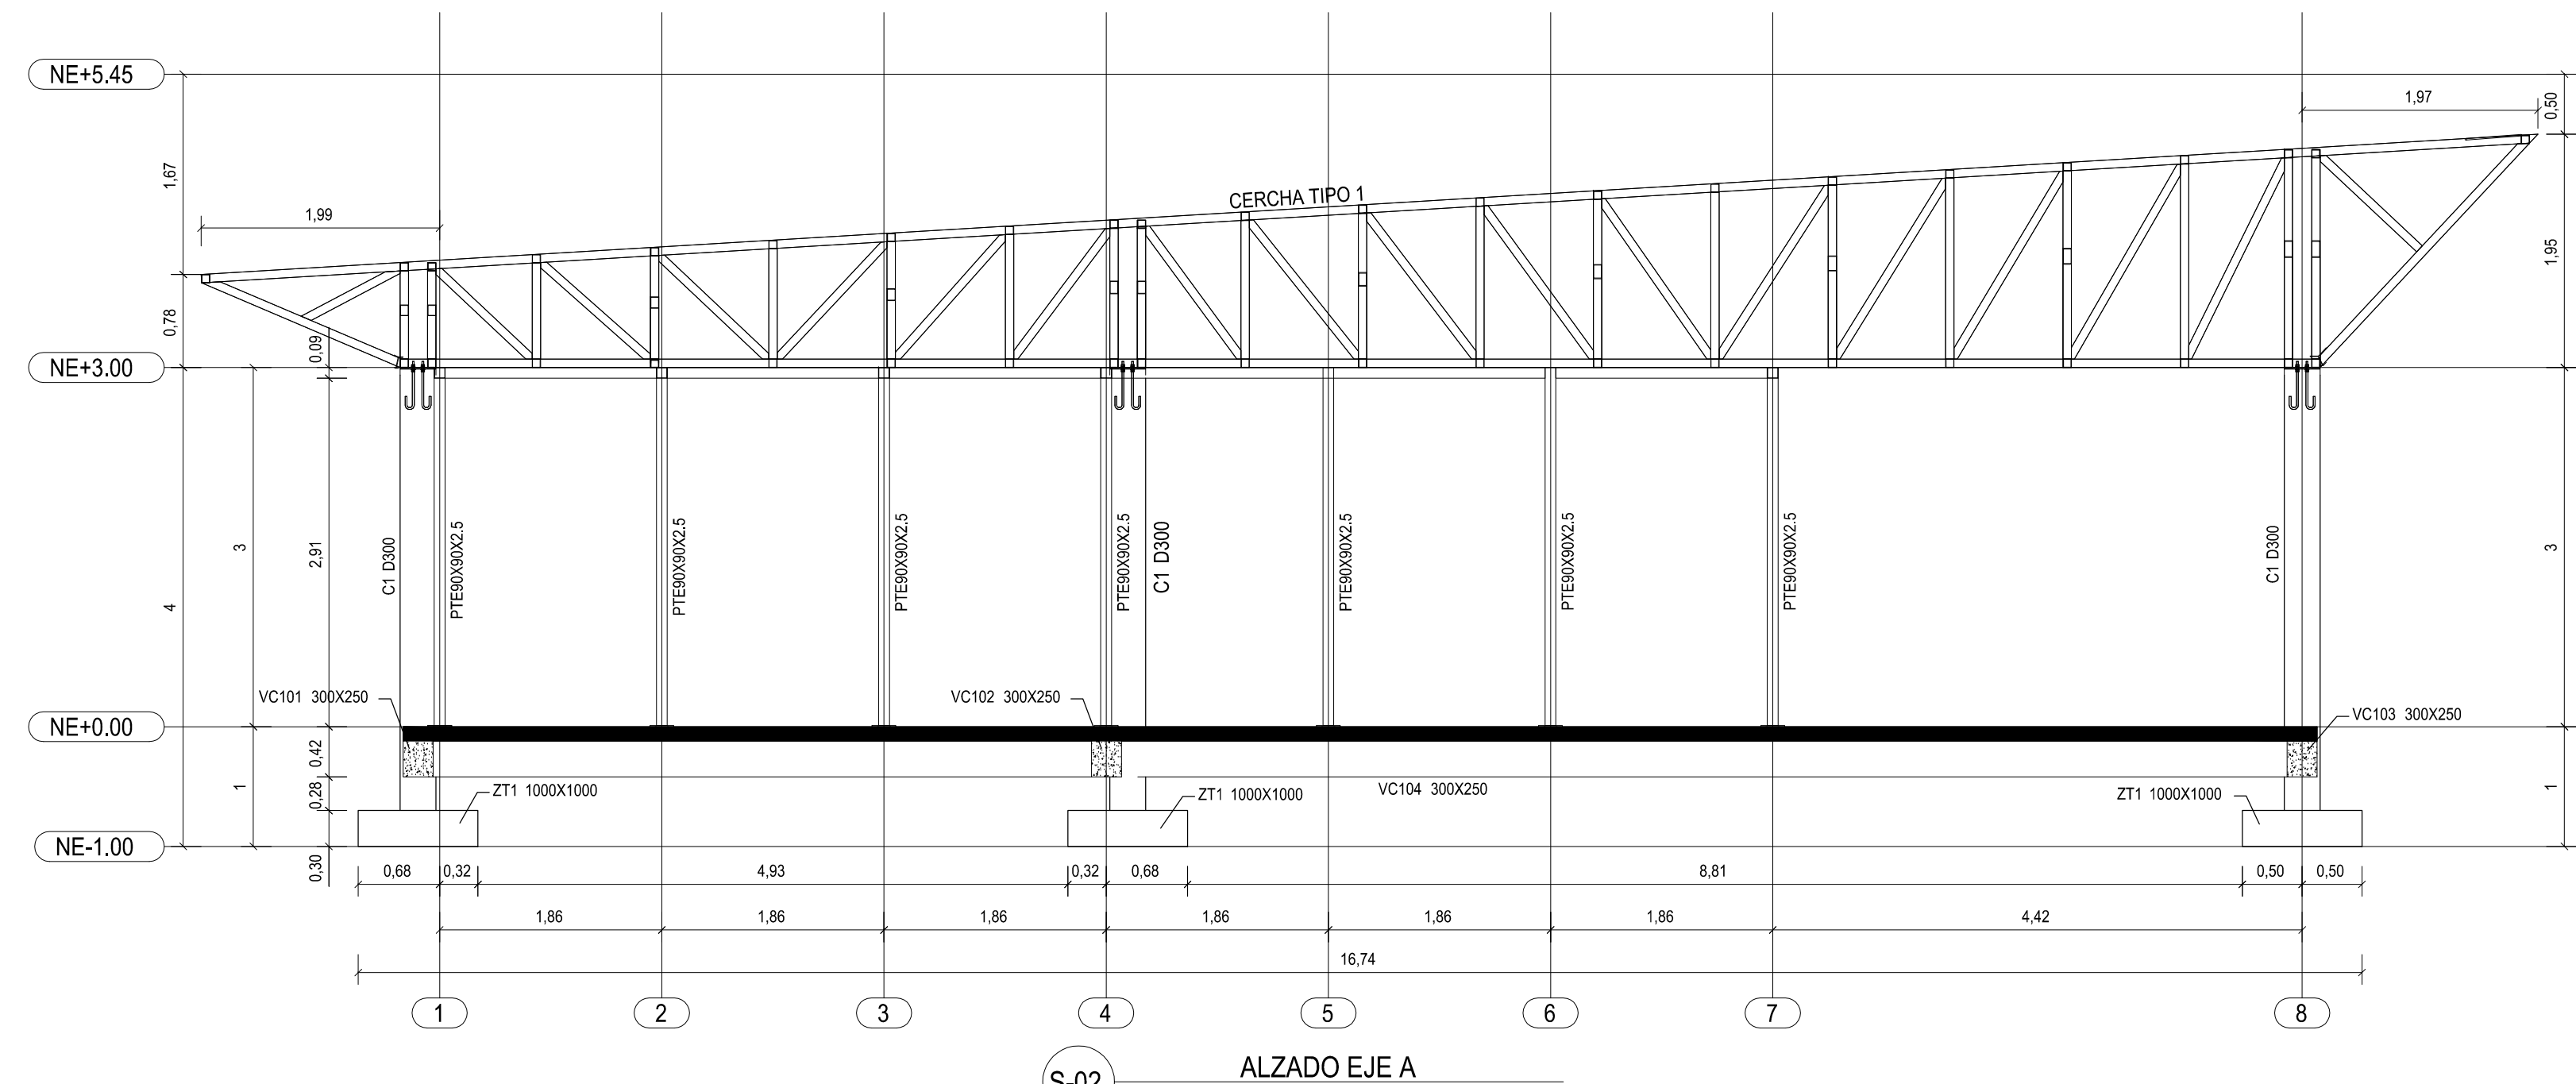 NE+5.45
0,50
1,97
1,67
CERCHA TIPO 1
1,99
1,95
0,78
0,09
NE+3.00
3
2,91
4
C1 D300
PTE90X90X2.5
PTE90X90X2.5
PTE90X90X2.5
PTE90X90X2.5
C1 D300
PTE90X90X2.5
PTE90X90X2.5
PTE90X90X2.5
C1 D300
3
VC101 300X250
VC102 300X250
VC103 300X250
NE+0.00
0,42
1
0,28
ZT1 1000X1000
ZT1 1000X1000
VC104 300X250
ZT1 1000X1000
1
NE-1.00
0,30
0,68 0,32 4,93 0,32 0,68 8,81 0,50 0,50
1,86 1,86 1,86 1,86 1,86 1,86 4,42
16,74
1 2 3 4 5 6 7 8
S-02 ALZADO EJE A